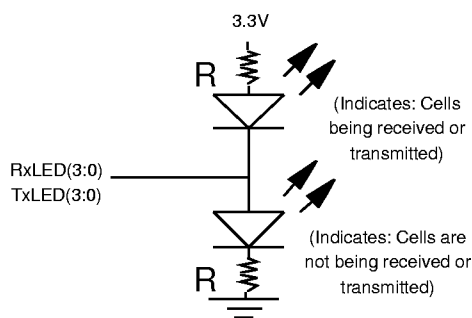 3.3V
R
(Indicates: Cells
being received or
transmitted)
RxLED(3:0)
TxLED(3:0)
(Indicates: Cells are
not being received or
transmitted)
R